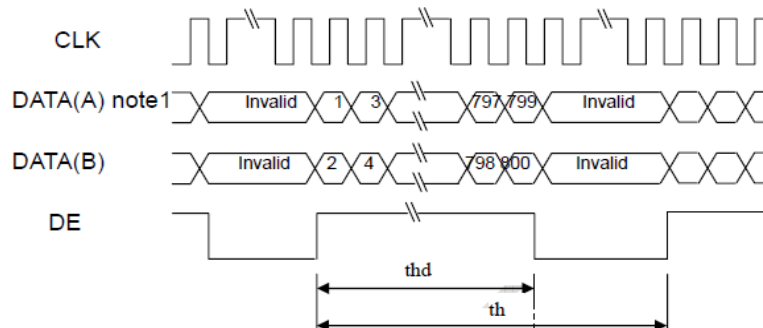 CLK
DATA(A) note1 Invalid 1 3 797 799 Invalid
DATA(B) Invalid 2 4 798 800 Invalid
DE
thd
th